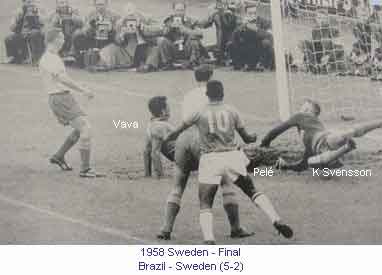 Vava
10
Pelé
K Svensson
1958 Sweden - Final
Brazil - Sweden (5-2)